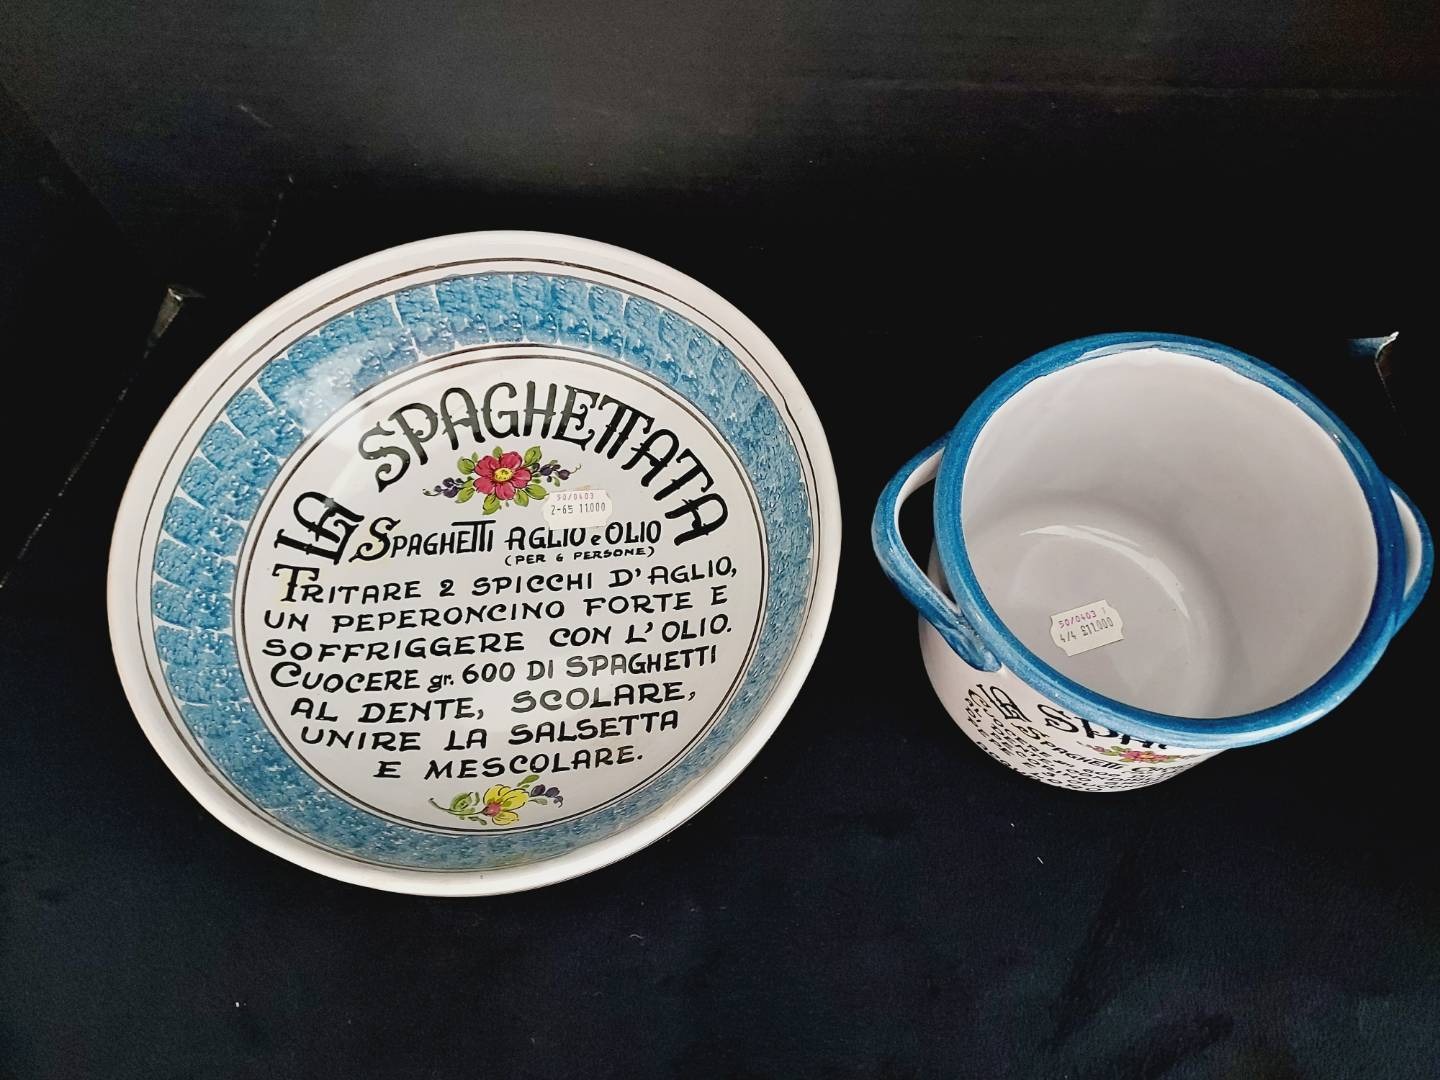 LA SPAGHETTATA
50/0403
2-65 11000
SPAGHETTI AGLIO e OLIO
(PER 6 PERSONE)
TRITARE 2 SPICCHI D'AGLIO,
UN PEPERONCINO FORTE E
SOFFRIGGERE CON L'OLIO.
CUOCERE gr. 600 DI SPAGHETTI
AL DENTE, SCOLARE,
UNIRE LA SALSETTA
E MESCOLARE.
50/0403
4/4 £11000
LA
SPAGHETTI